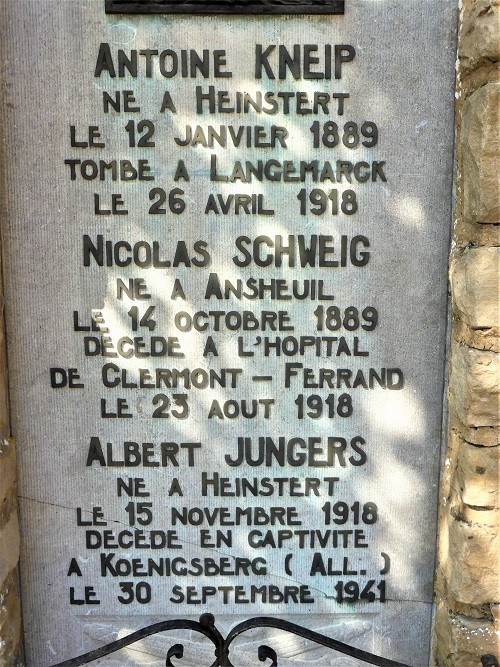 ANTOINE KNEIP
NE A HEINSTERT
LE 12 JANVIER 1889
TOMBE A LANGEMARCK
LE 26 AVRIL 1918
NICOLAS SCHWEIG
NE A ANSHEUIL
LE 14 OCTOBRE 1889
DECEDE A L'HOPITAL
DE CLERMONT - FERRAND
LE 23 AOUT 1918
ALBERT JUNGERS
NE A HEINSTERT
LE 15 NOVEMBRE 1918
DECEDE EN CAPTIVITE
A KOENIGSBERG ( ALL. )
LE 30 SEPTEMBRE 1941